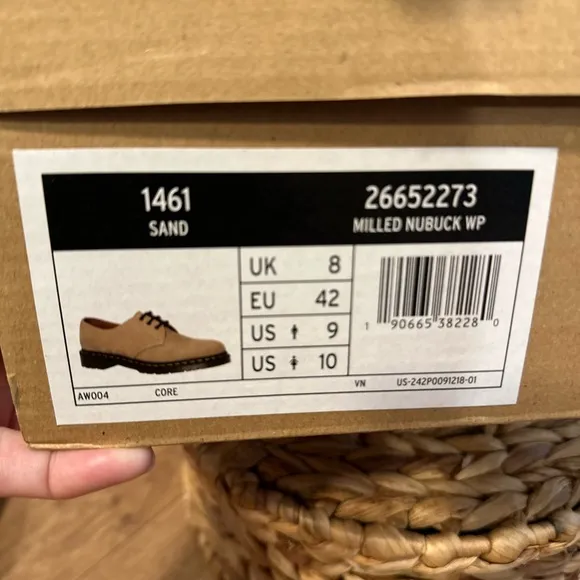 1461
SAND
26652273
MILLED NUBUCK WP
UK 8
EU 42
US 9
US 10
1 90665 38228 0
AW004 CORE VN US-242P0091218-01